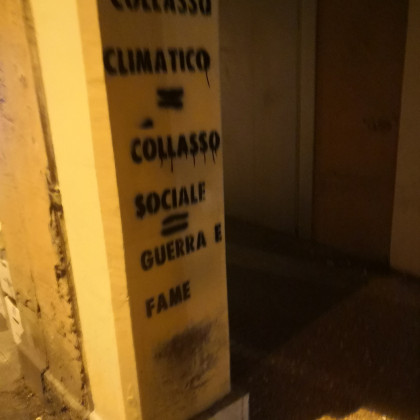 COLLASSO
CLIMATICO
=
COLLASSO
SOCIALE
=
GUERRA E
FAME